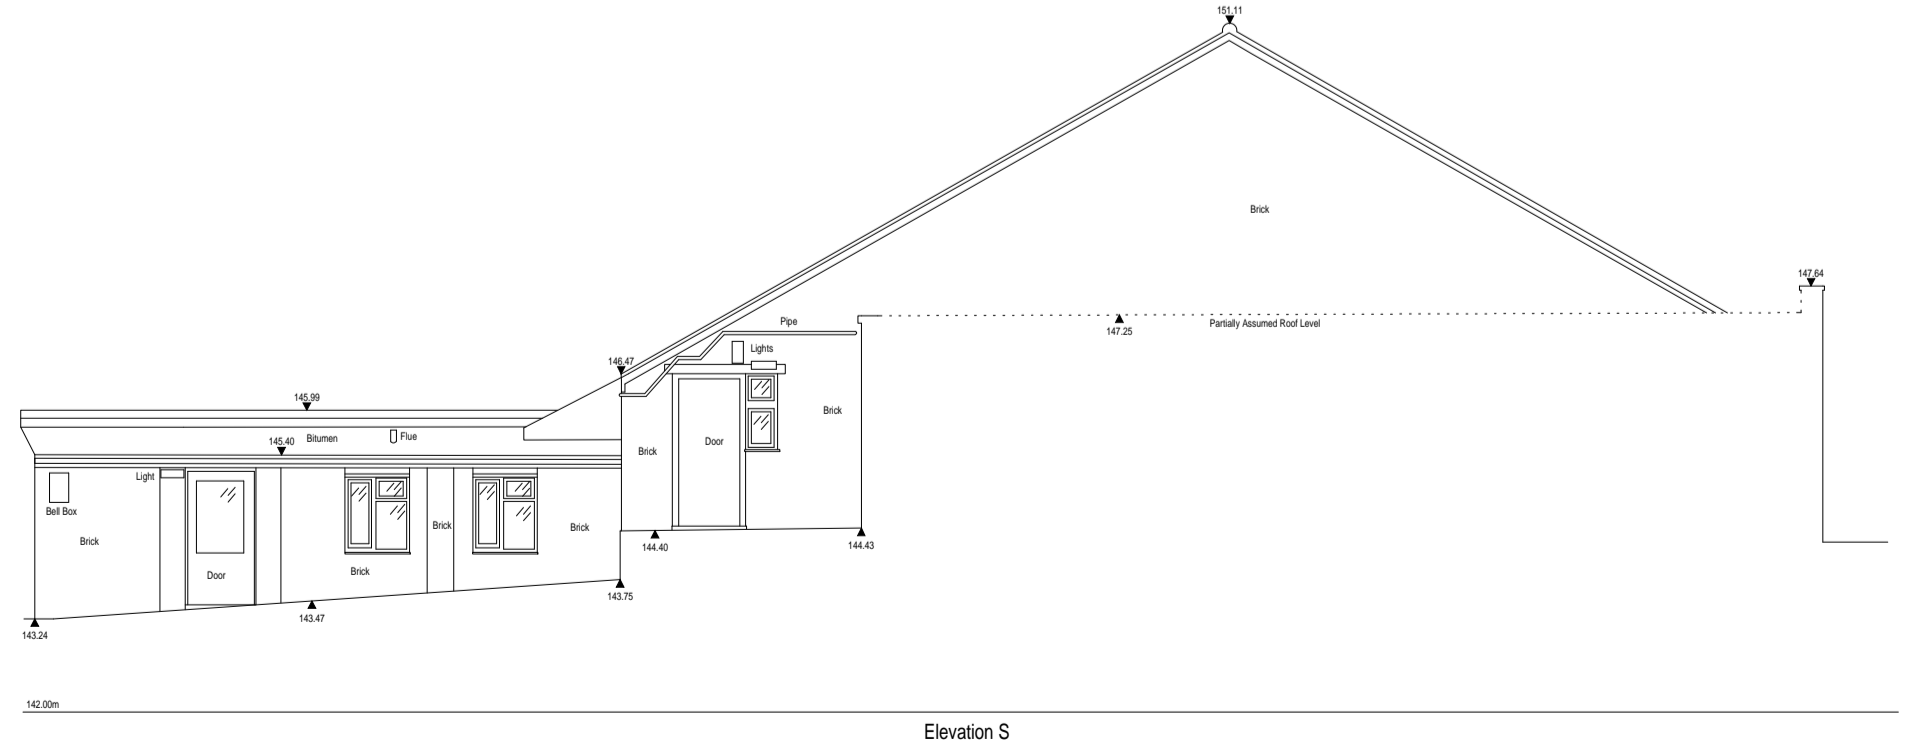 151.11
Brick
147.64
147.25
Partially Assumed Roof Level
Pipe
Lights
146.47
Brick
Door
Brick
144.40
144.43
145.99
145.40
Bitumen
Flue
Light
Bell Box
Brick
Door
Brick
Brick
Brick
143.75
143.47
143.24
142.00m
Elevation S